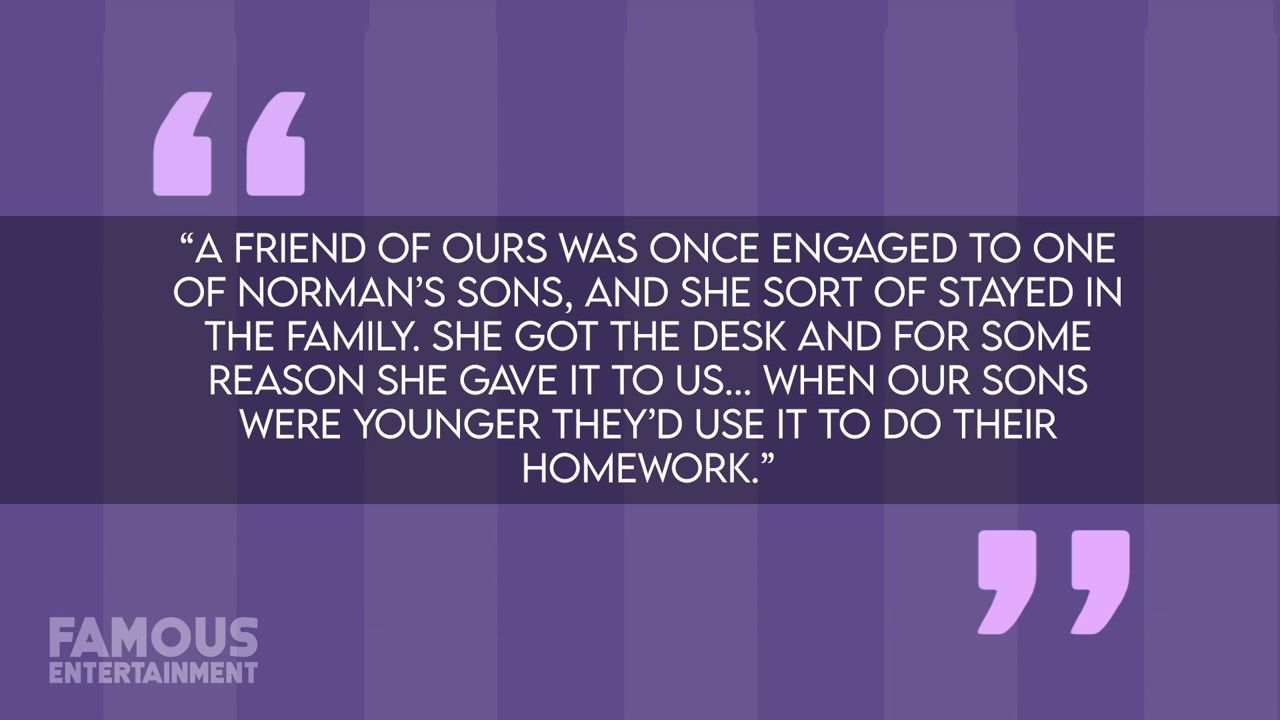 “A FRIEND OF OURS WAS ONCE ENGAGED TO ONE
OF NORMAN’S SONS, AND SHE SORT OF STAYED IN
THE FAMILY. SHE GOT THE DESK AND FOR SOME
REASON SHE GAVE IT TO US... WHEN OUR SONS
WERE YOUNGER THEY’D USE IT TO DO THEIR
HOMEWORK.”
FAMOUS
ENTERTAINMENT